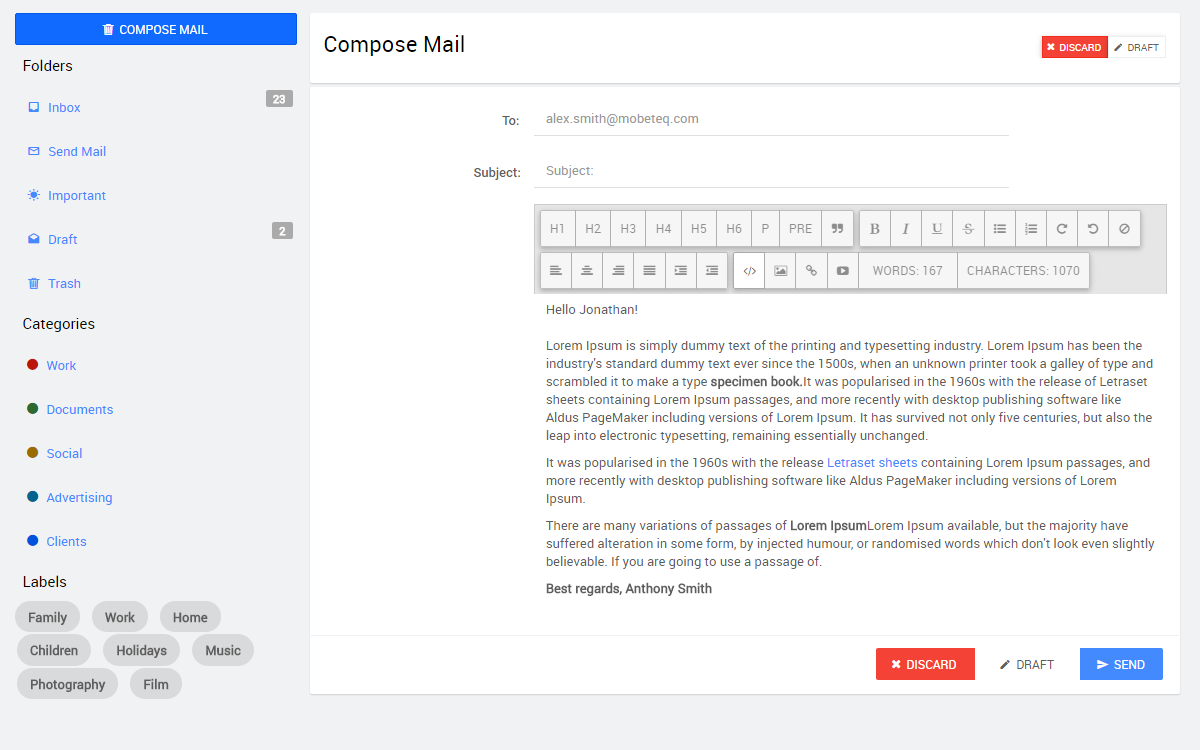 COMPOSE MAIL
Folders
Inbox
23
Send Mail
Important
Draft
2
Trash
Categories
Work
Documents
Social
Advertising
Clients
Labels
Family Work Home
Children Holidays Music
Photography Film
Compose Mail
DISCARD DRAFT
To: alex.smith@mobeteq.com
Subject: Subject:
H1 H2 H3 H4 H5 H6 P PRE B I U S
WORDS: 167 CHARACTERS: 1070
Hello Jonathan!
Lorem Ipsum is simply dummy text of the printing and typesetting industry. Lorem Ipsum has been the
industry's standard dummy text ever since the 1500s, when an unknown printer took a galley of type and
scrambled it to make a type specimen book.It was popularised in the 1960s with the release of Letraset
sheets containing Lorem Ipsum passages, and more recently with desktop publishing software like
Aldus PageMaker including versions of Lorem Ipsum. It has survived not only five centuries, but also the
leap into electronic typesetting, remaining essentially unchanged.
It was popularised in the 1960s with the release Letraset sheets containing Lorem Ipsum passages, and
more recently with desktop publishing software like Aldus PageMaker including versions of Lorem
Ipsum.
There are many variations of passages of Lorem IpsumLorem Ipsum available, but the majority have
suffered alteration in some form, by injected humour, or randomised words which don't look even slightly
believable. If you are going to use a passage of.
Best regards, Anthony Smith
DISCARD DRAFT SEND